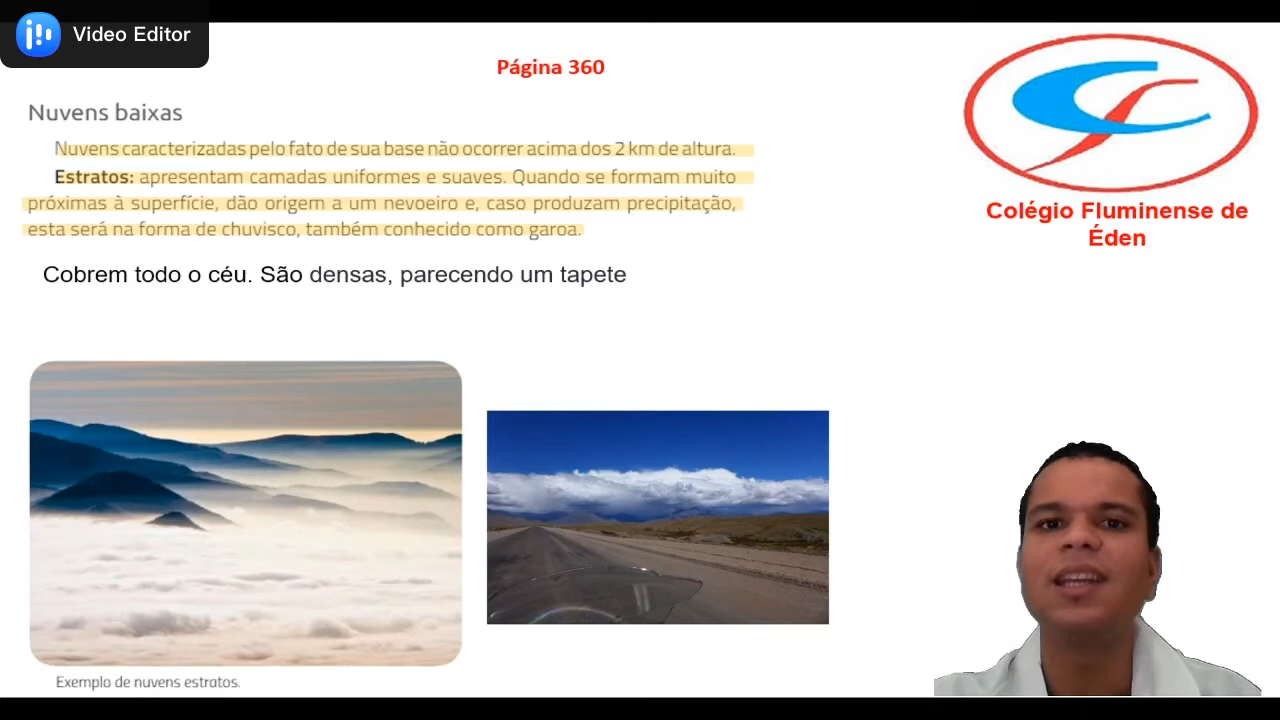 Video Editor
Página 360
Nuvens baixas
Nuvens caracterizadas pelo fato de sua base não ocorrer acima dos 2 km de altura.
Estratos: apresentam camadas uniformes e suaves. Quando se formam muito
próximas à superfície, dão origem a um nevoeiro e, caso produzam precipitação,
esta será na forma de chuvisco, também conhecido como garoa.
Cobrem todo o céu. São densas, parecendo um tapete
Colégio Fluminense de
Éden
Exemplo de nuvens estratos.